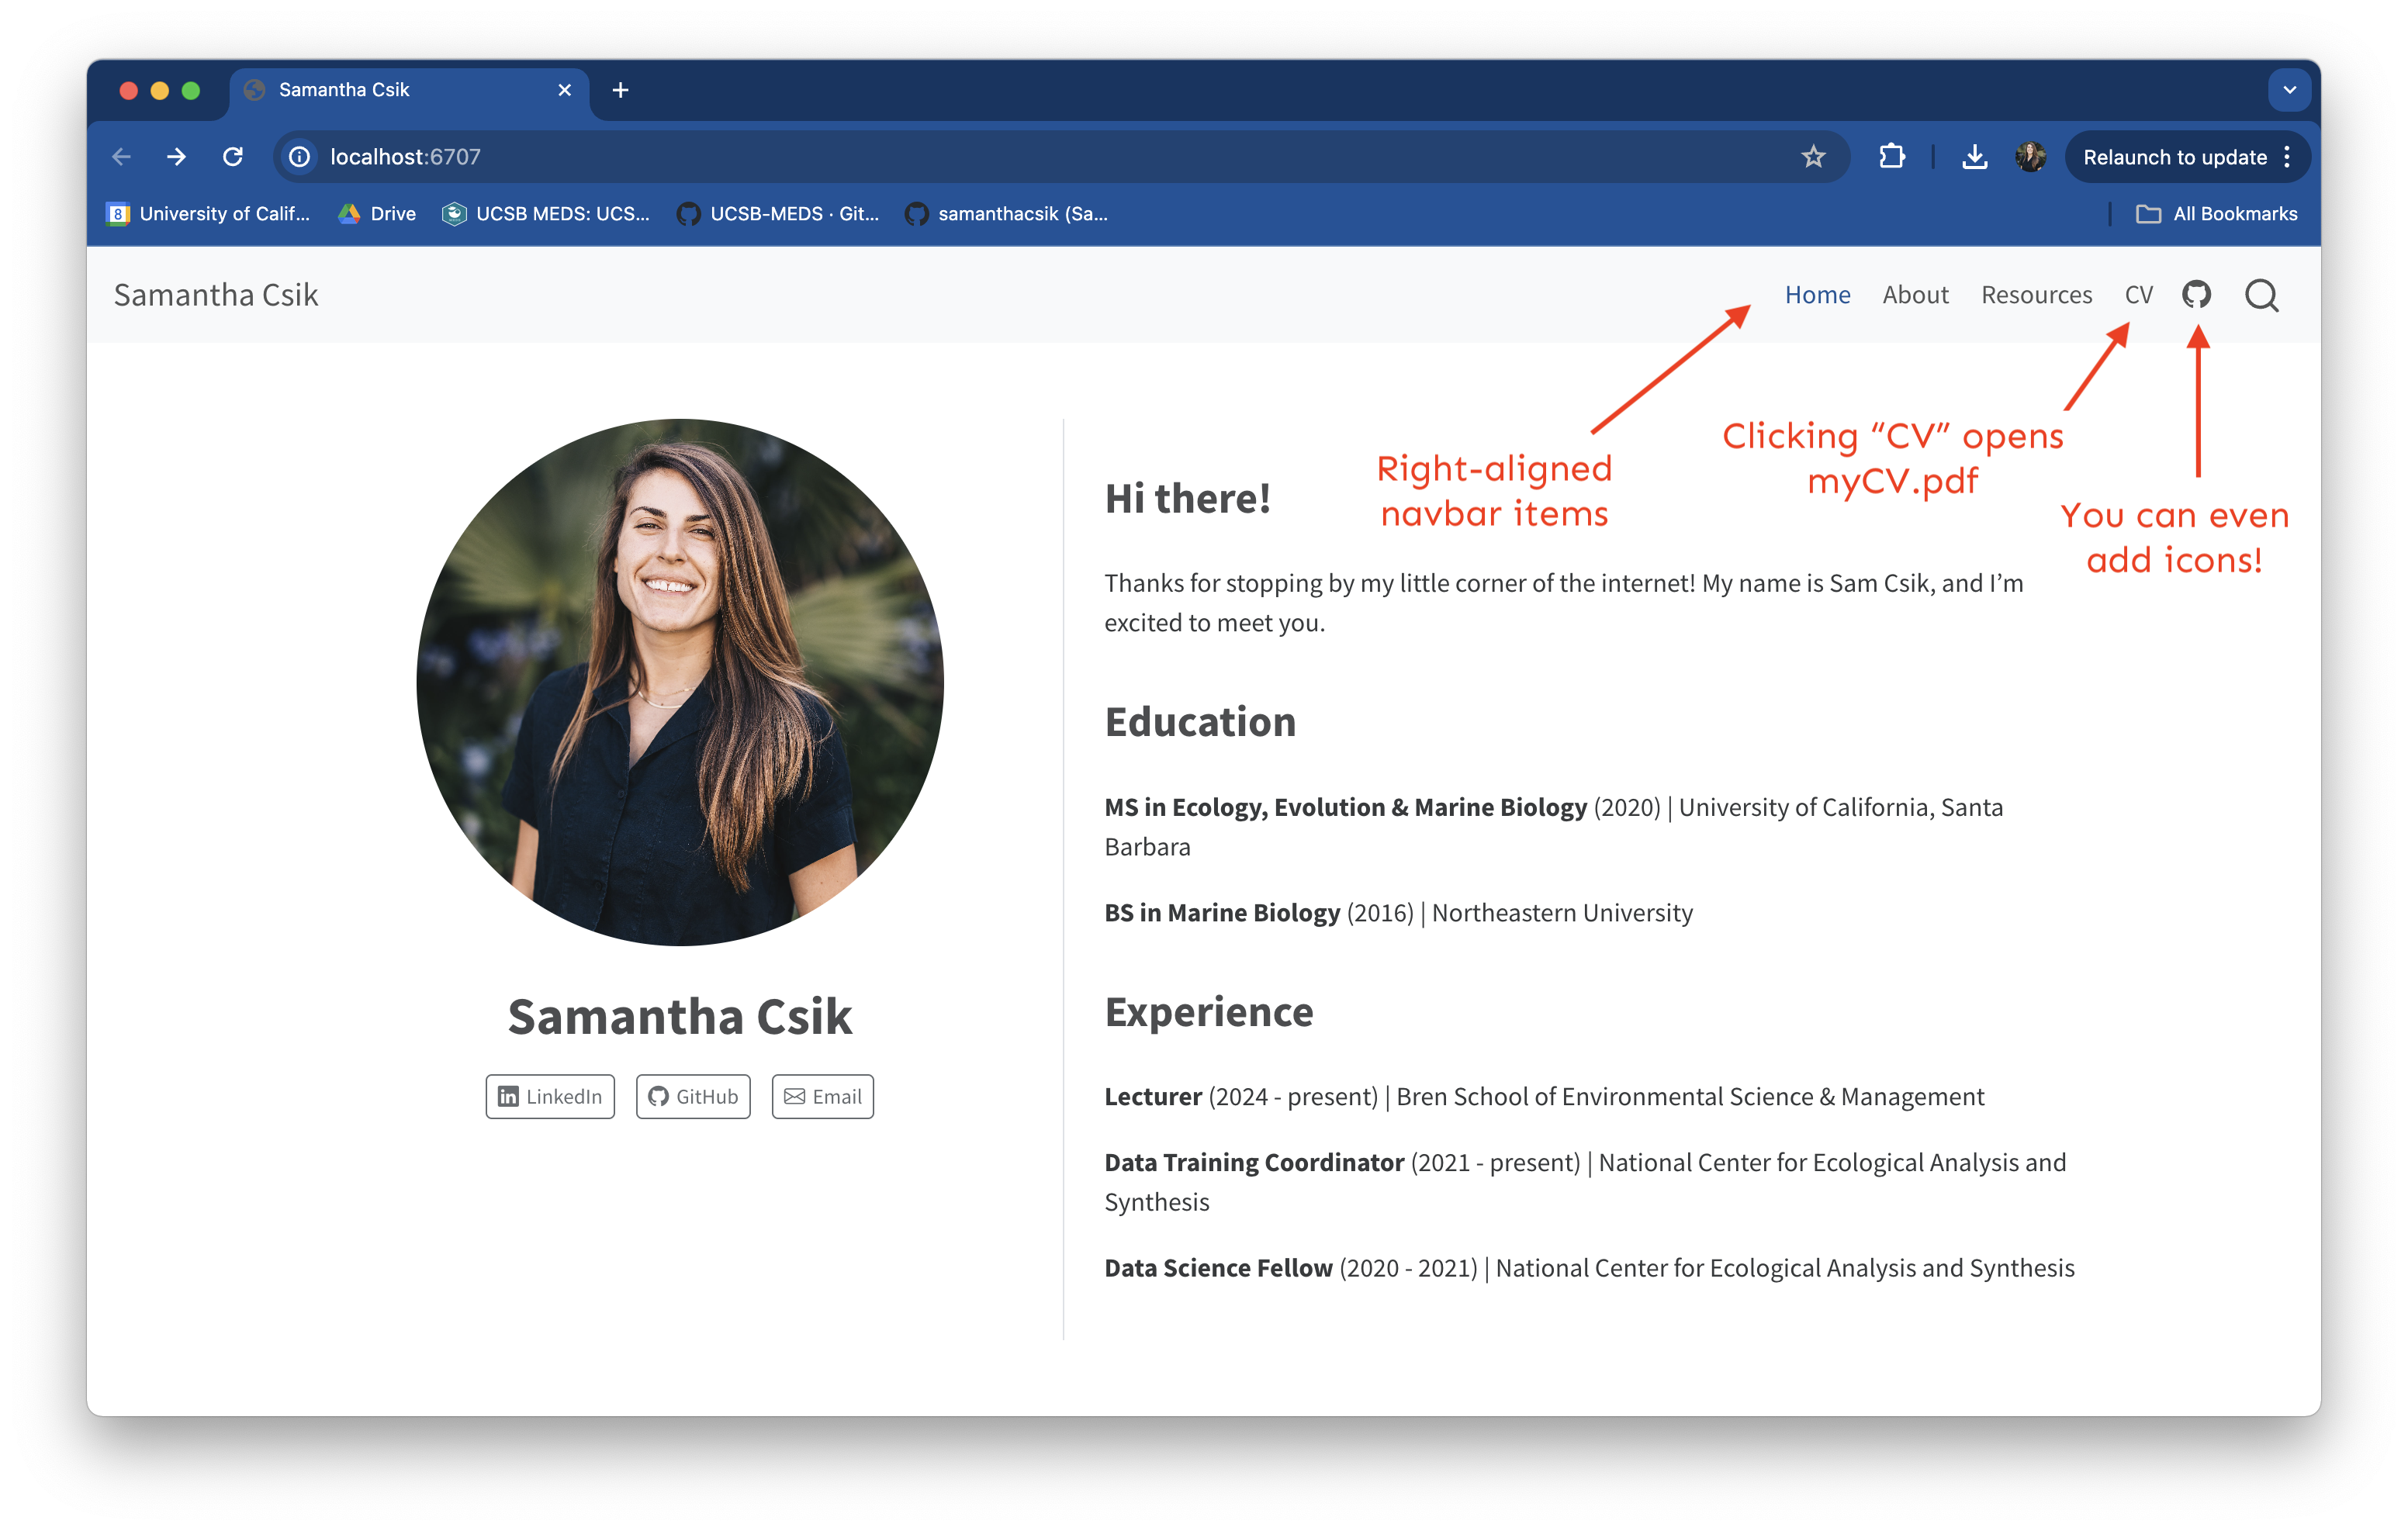 Samantha Csik
localhost:6707
Relaunch to update
8 University of Calif...
Drive
UCSB MEDS: UCS...
UCSB-MEDS · Git...
samanthacsik (Sa...
All Bookmarks
Samantha Csik
Home
About
Resources
CV
Right-aligned
navbar items
Clicking “CV” opens
myCV.pdf
You can even
add icons!
Samantha Csik
in LinkedIn
GitHub
Email
Hi there!
Thanks for stopping by my little corner of the internet! My name is Sam Csik, and I’m
excited to meet you.
Education
MS in Ecology, Evolution & Marine Biology (2020) | University of California, Santa
Barbara
BS in Marine Biology (2016) | Northeastern University
Experience
Lecturer (2024 - present) | Bren School of Environmental Science & Management
Data Training Coordinator (2021 - present) | National Center for Ecological Analysis and
Synthesis
Data Science Fellow (2020 - 2021) | National Center for Ecological Analysis and Synthesis